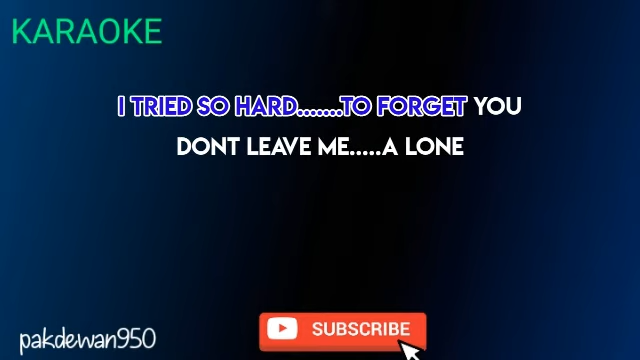 KARAOKE
I TRIED SO HARD.......TO FORGET YOU
DONT LEAVE ME.....A LONE
SUBSCRIBE
pakdewan950